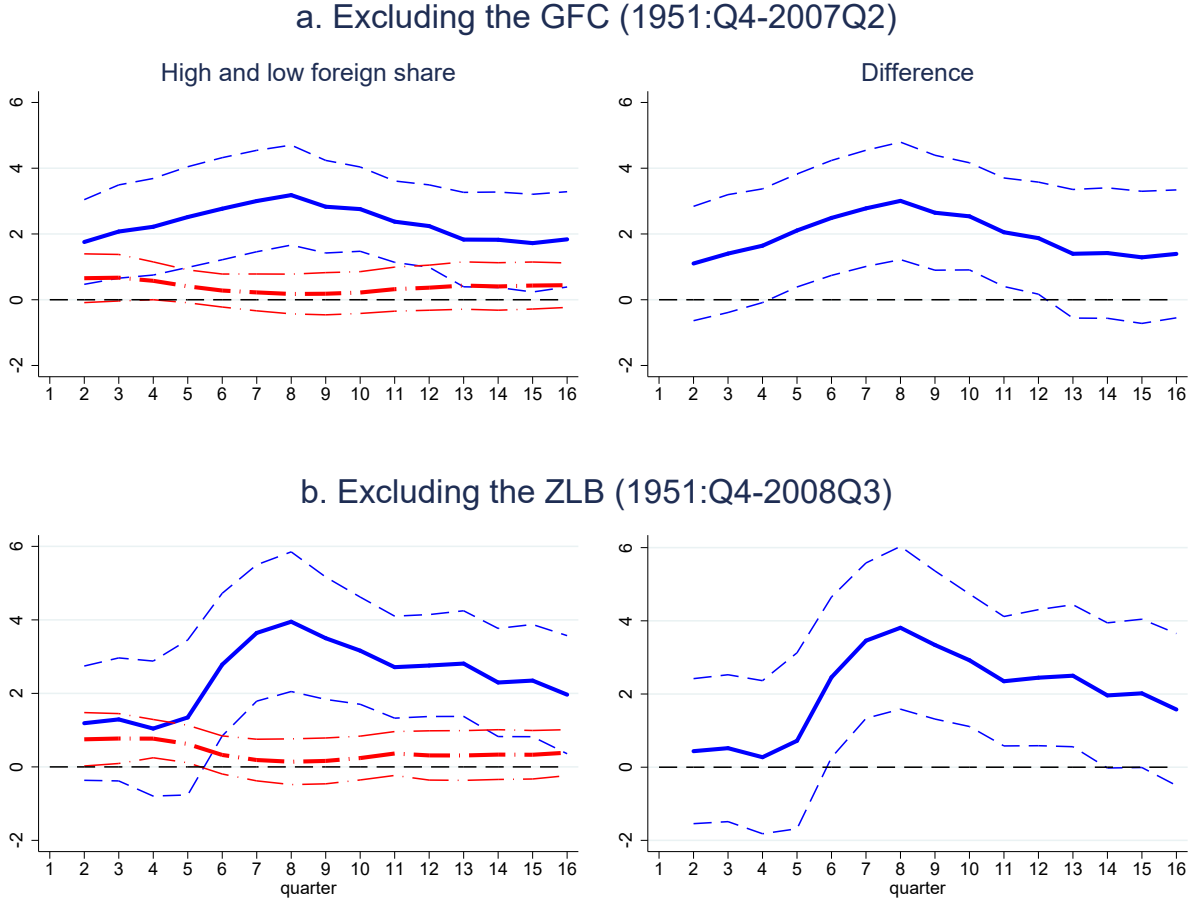 a. Excluding the GFC (1951:Q4-2007Q2)
High and low foreign share
6
4
2
0
-2
1 2 3 4 5 6 7 8 9 10 11 12 13 14 15 16
Difference
6
4
2
0
-2
1 2 3 4 5 6 7 8 9 10 11 12 13 14 15 16
b. Excluding the ZLB (1951:Q4-2008Q3)
6
4
2
0
-2
1 2 3 4 5 6 7 8 9 10 11 12 13 14 15 16
quarter
6
4
2
0
-2
1 2 3 4 5 6 7 8 9 10 11 12 13 14 15 16
quarter